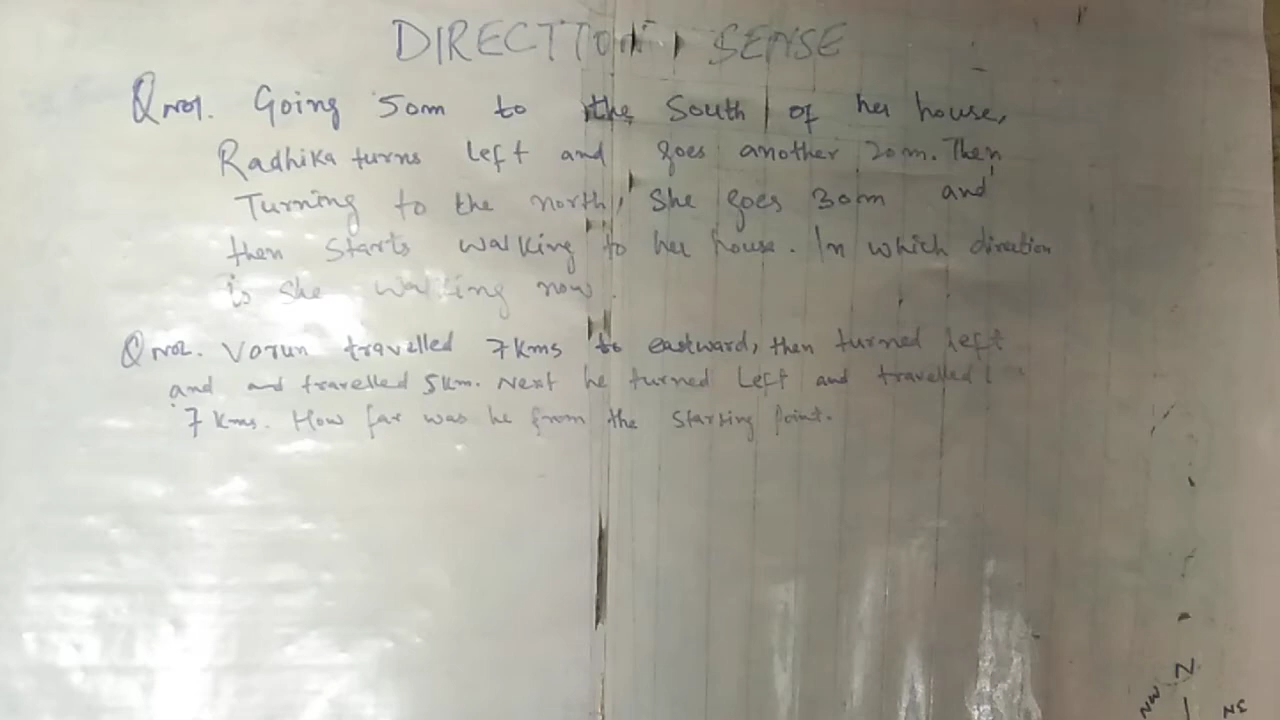 DIRECTION SENSE
Q no1. Going 50m to the South of her house,
Radhika turns left and goes another 20m. Then
Turning to the north, She goes 30m and
then starts walking to her house. In which direction
is she walking now.
Q no2. Varun travelled 7kms to eastward, then turned left
and and travelled 5km. Next he turned Left and travelled
7 kms. How far was he from the starting point.
N
NW NE